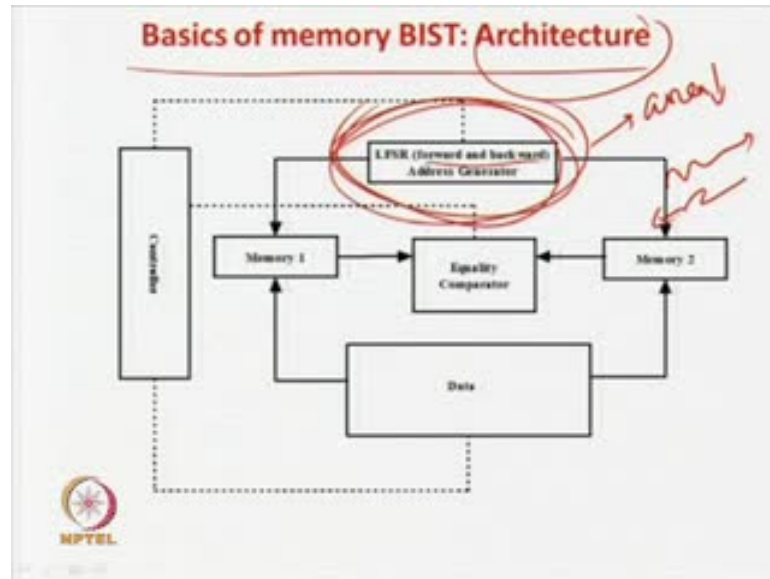 Basics of memory BIST: Architecture
area↓
LFSR (forward and backward)
Address Generator
Controller
Memory 1
Equality
Comparator
Memory 2
Data
NPTEL